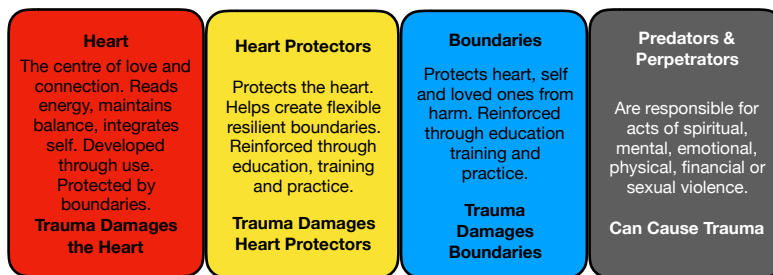 Heart
The centre of love and
connection. Reads
energy, maintains
balance, integrates
self. Developed
through use.
Protected by
boundaries.
Trauma Damages
the Heart
Heart Protectors
Protects the heart.
Helps create flexible
resilient boundaries.
Reinforced through
education, training
and practice.
Trauma Damages
Heart Protectors
Boundaries
Protects heart, self
and loved ones from
harm. Reinforced
through education
training and
practice.
Trauma
Damages
Boundaries
Predators &
Perpetrators
Are responsible for
acts of spiritual,
mental, emotional,
physical, financial or
sexual violence.
Can Cause Trauma